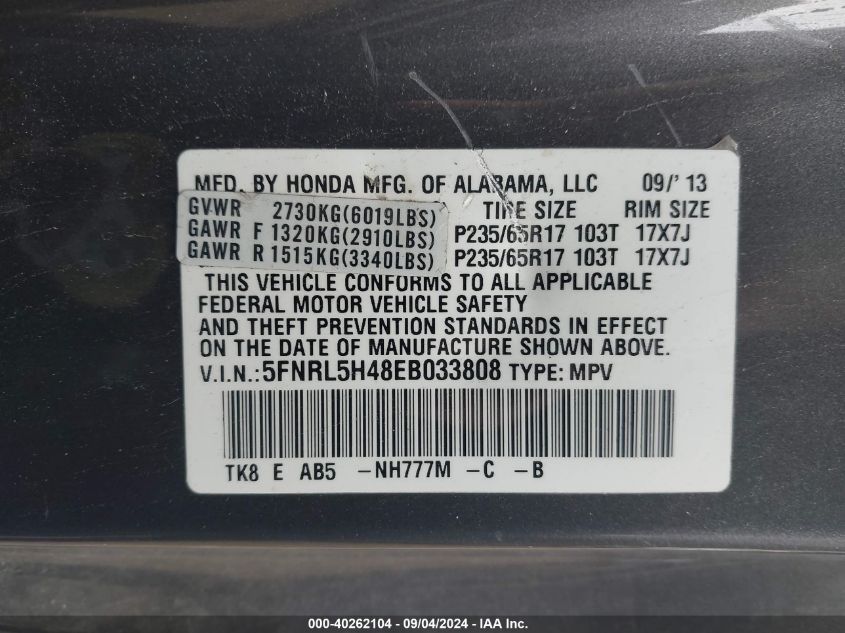 MFD. BY HONDA MFG. OF ALABAMA, LLC 09/' 13
GVWR 2730KG(6019LBS) TIRE SIZE RIM SIZE
GAWR F 1320KG(2910LBS) P235/65R17 103T 17X7J
GAWR R 1515KG(3340LBS) P235/65R17 103T 17X7J
THIS VEHICLE CONFORMS TO ALL APPLICABLE
FEDERAL MOTOR VEHICLE SAFETY
AND THEFT PREVENTION STANDARDS IN EFFECT
ON THE DATE OF MANUFACTURE SHOWN ABOVE.
V.I.N.:5FNRL5H48EB033808 TYPE: MPV
TK8 E AB5 -NH777M -C -B
000-40262104 - 09/04/2024 - IAA Inc.